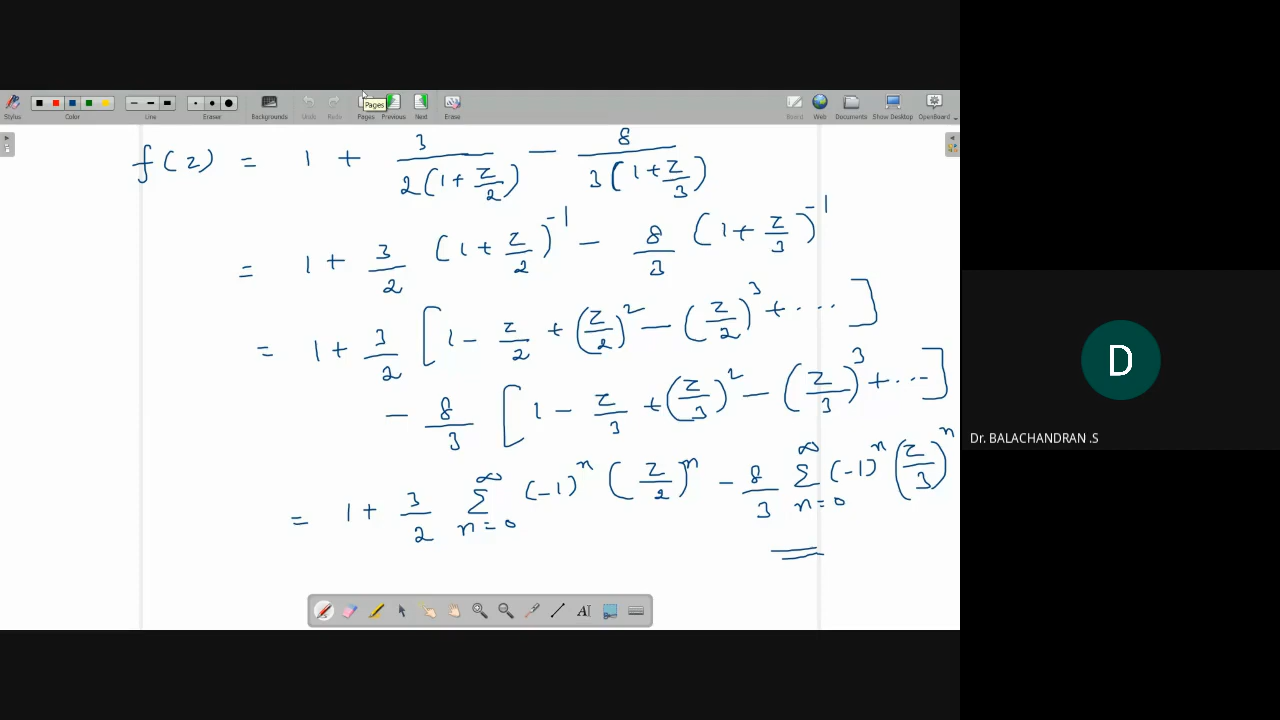 Stylus Color Line Eraser Backgrounds Undo Redo Pages Previous Next Erase Board Web Documents Show Desktop OpenBoard
Pages
f(z) = 1 + 3/(2(1+z/2)) − 8/(3(1+z/3))
= 1 + 3/2 (1+z/2)^-1 − 8/3 (1+z/3)^-1
= 1 + 3/2 [1 − z/2 + (z/2)^2 − (z/2)^3 + ... ]
− 8/3 [1 − z/3 + (z/3)^2 − (z/3)^3 + ... ]
= 1 + 3/2 ∑_{n=0}^∞ (-1)^n (z/2)^n − 8/3 ∑_{n=0}^∞ (-1)^n (z/3)^n
AI
D
Dr. BALACHANDRAN .S